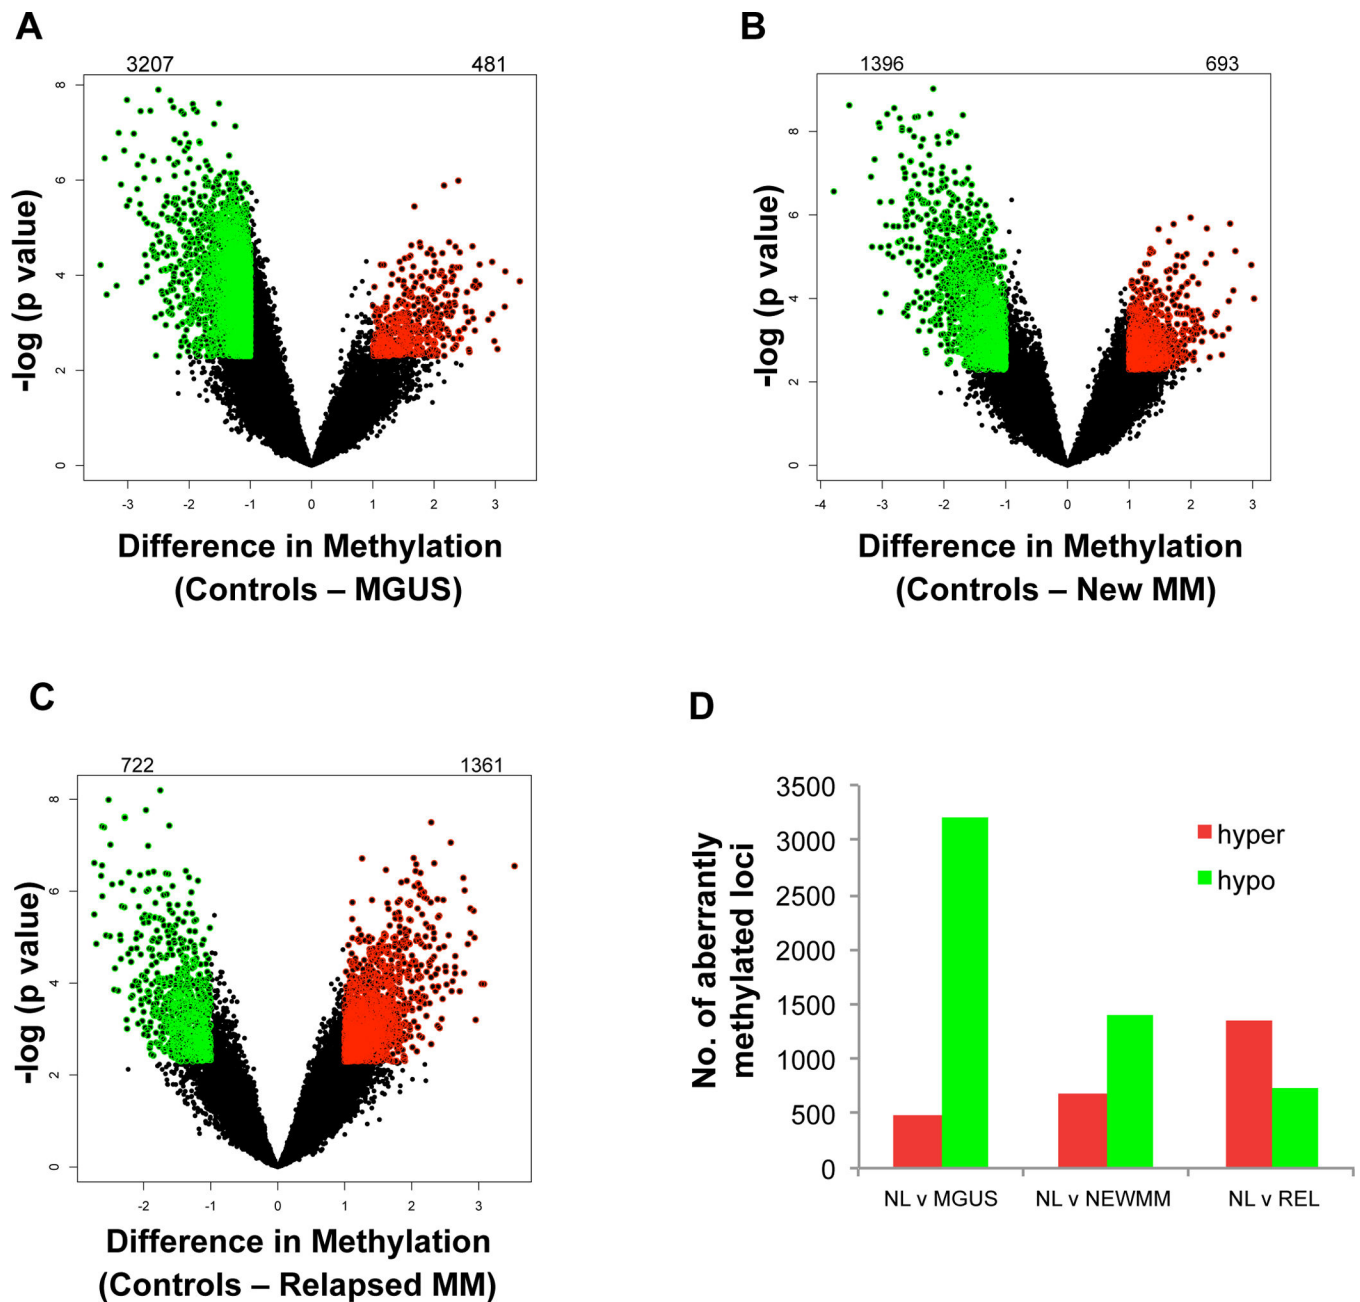 A
3207 481
8
6
4
2
0
-log (p value)
-3 -2 -1 0 1 2 3
Difference in Methylation
(Controls – MGUS)
B
1396 693
8
6
4
2
0
-log (p value)
-4 -3 -2 -1 0 1 2 3
Difference in Methylation
(Controls – New MM)
C
722 1361
8
6
4
2
0
-log (p value)
-2 -1 0 1 2 3
Difference in Methylation
(Controls – Relapsed MM)
D
No. of aberrantly
methylated loci
3500
3000
2500
2000
1500
1000
500
0
hyper
hypo
NL v MGUS NL v NEWMM NL v REL